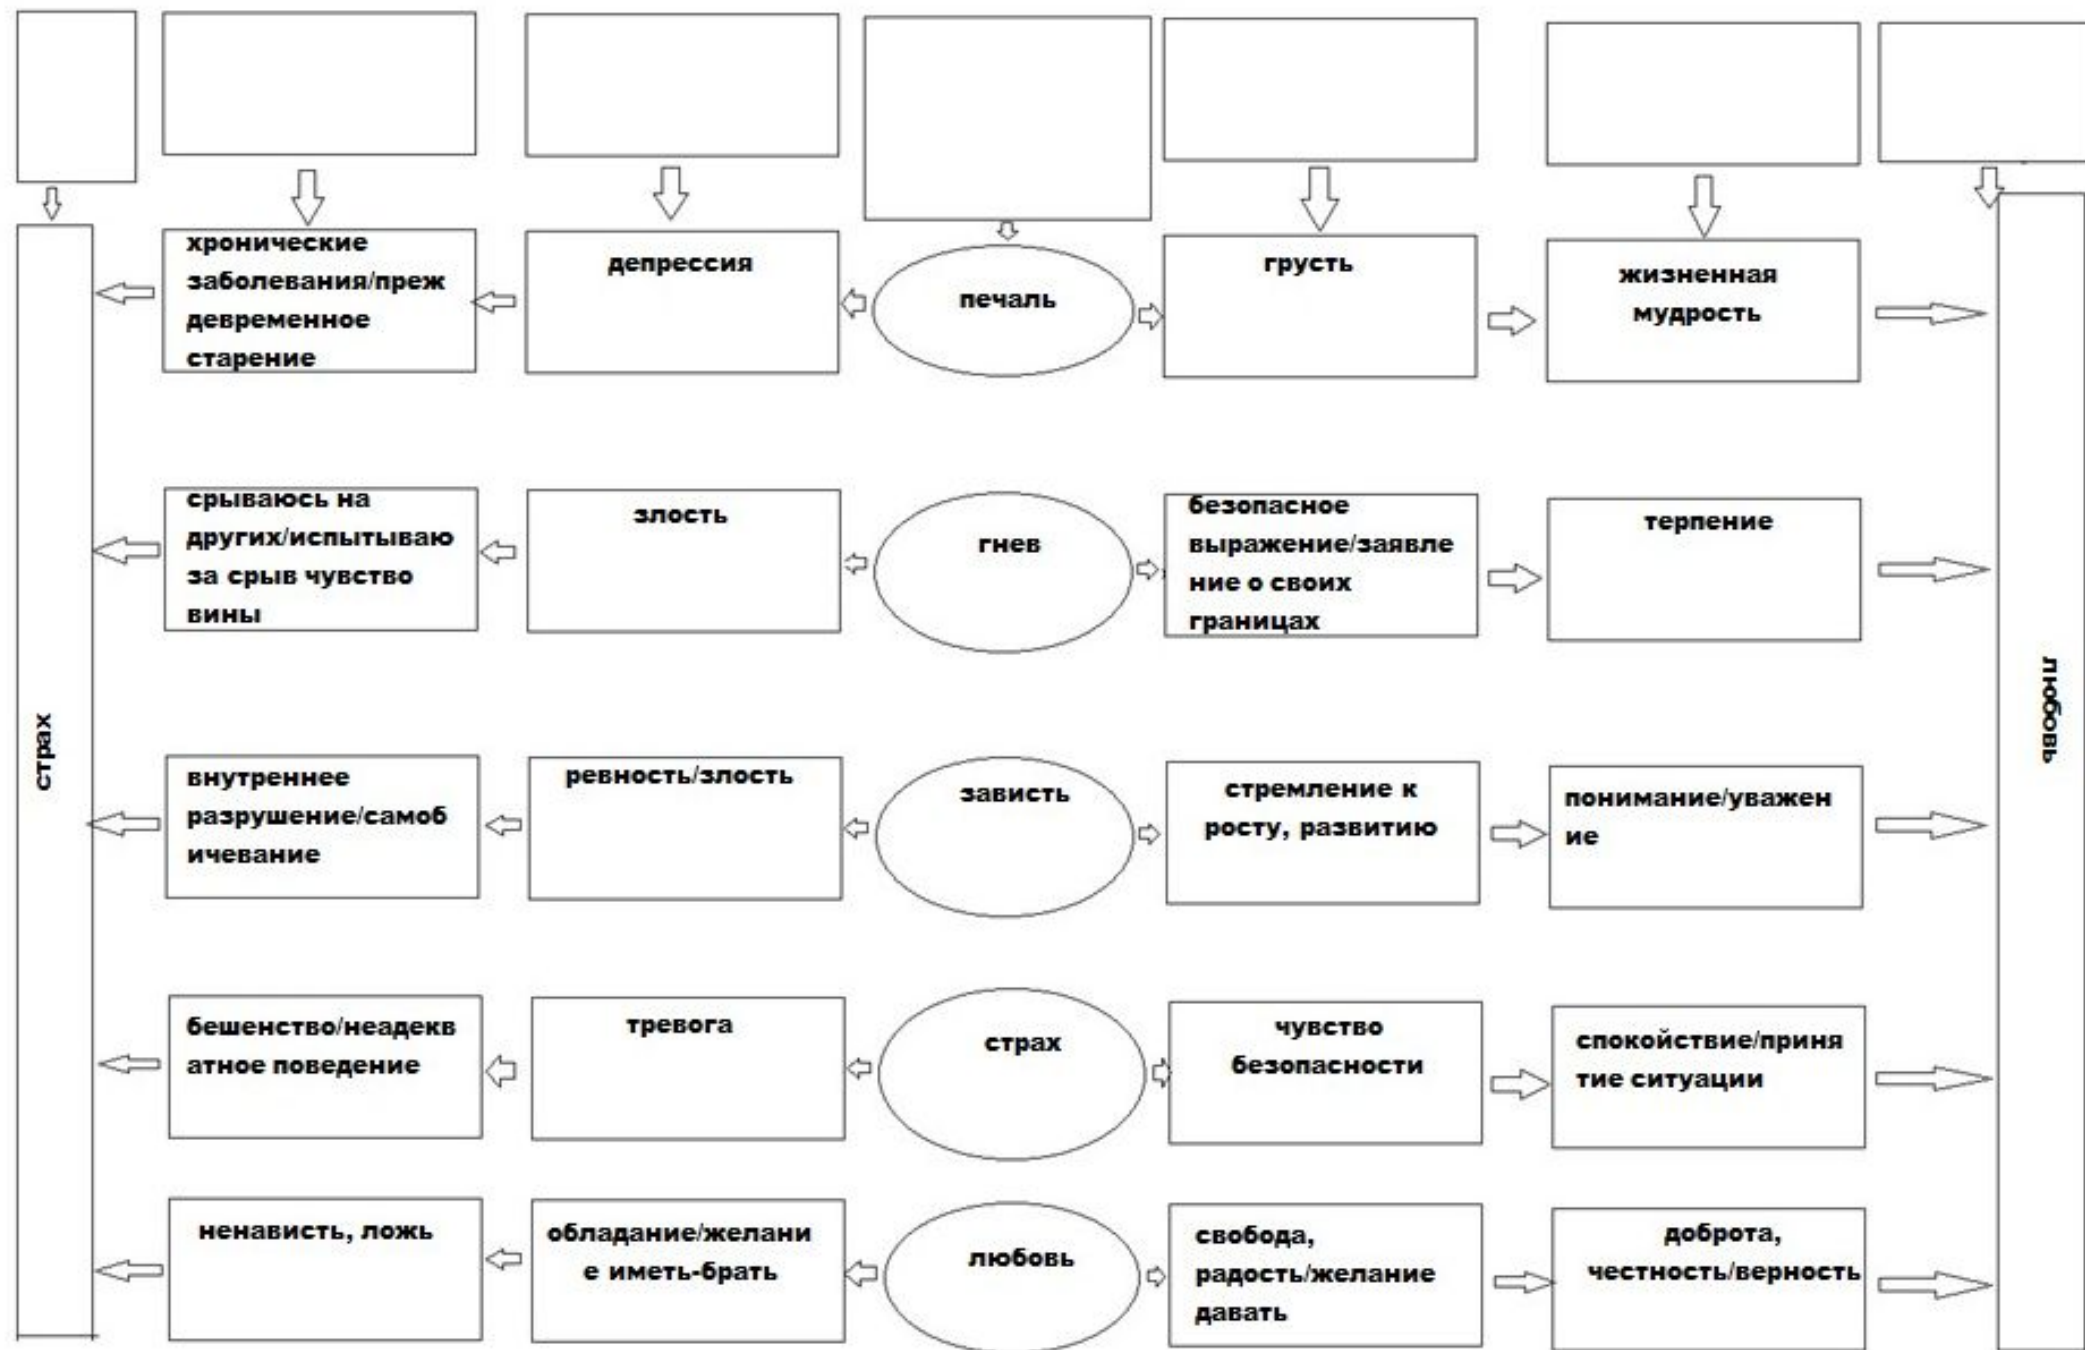 хронические
заболевания/преж
девременное
старение
депрессия
печаль
грусть
жизненная
мудрость
срываюсь на
других/испытываю
за срыв чувство
вины
злость
гнев
безопасное
выражение/заявле
ние о своих
границах
терпение
страх
внутреннее
разрушение/самоб
ичевание
ревность/злость
зависть
стремление к
росту, развитию
понимание/уважен
ие
любовь
бешенство/неадекв
атное поведение
тревога
страх
чувство
безопасности
спокойствие/приня
тие ситуации
ненависть, ложь
обладание/желани
е иметь-брать
любовь
свобода,
радость/желание
давать
доброта,
честность/верность